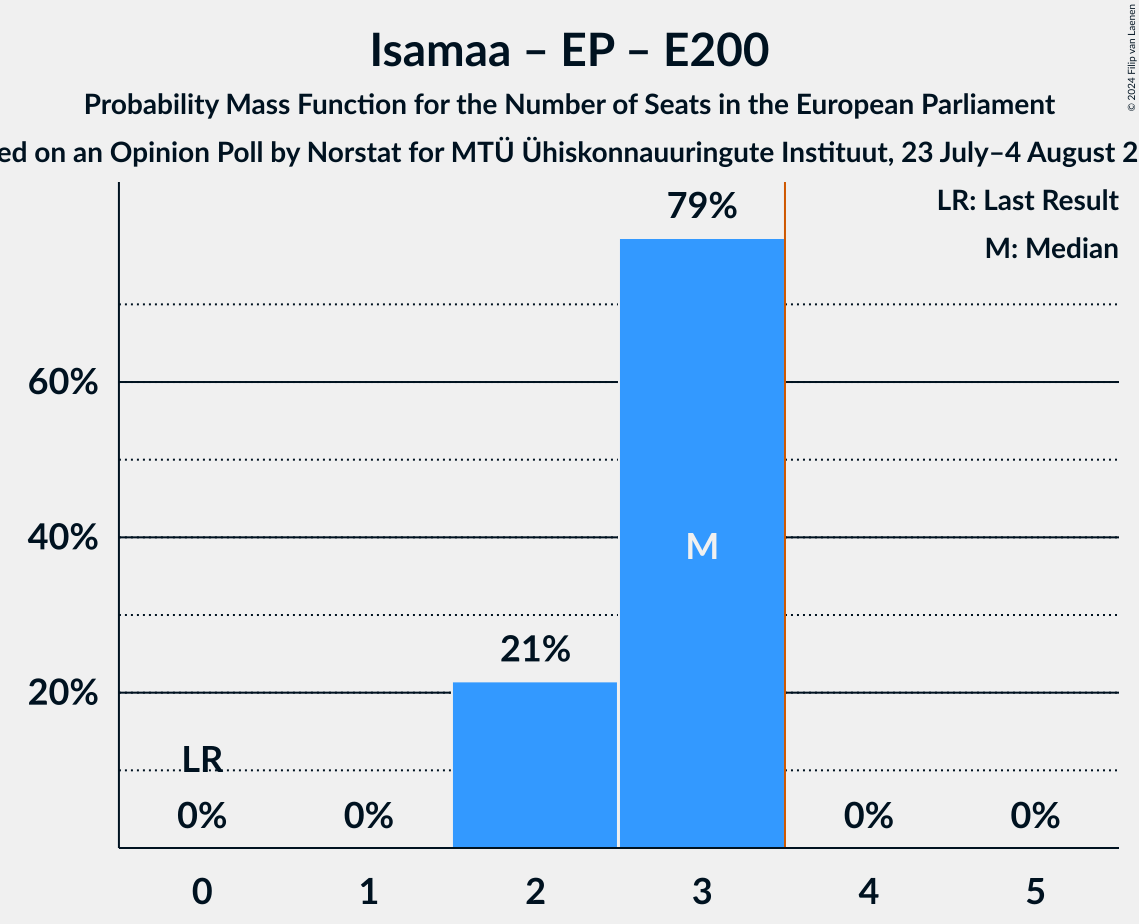 Isamaa – EP – E200
Probability Mass Function for the Number of Seats in the European Parliament
on an Opinion Poll by Norstat for MTÜ Ühiskonnauuringute Instituut, 23 July–4 August
© 2024 Filip van Laenen
LR: Last Result
M: Median
79%
60%
40%
M
21%
20%
LR
0% 0% 0% 0%
0 1 2 3 4 5